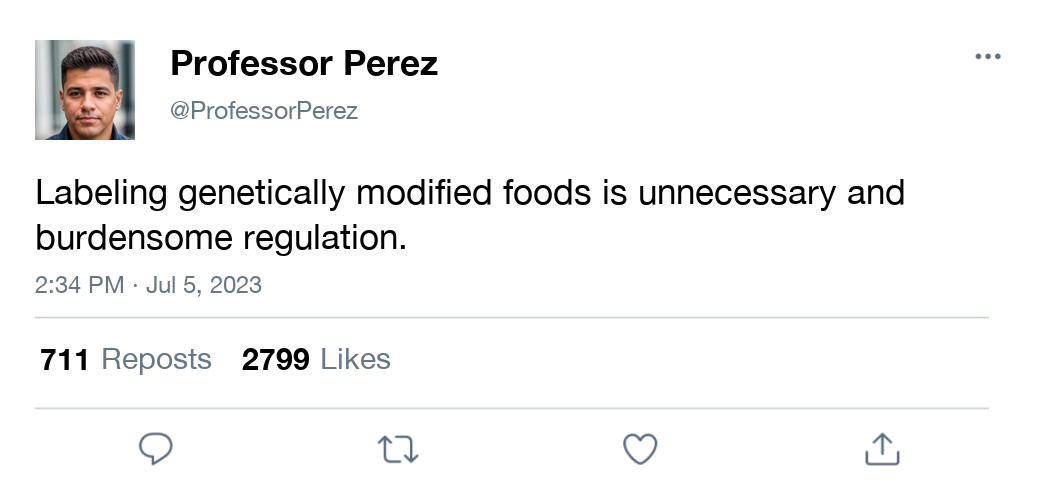 Professor Perez
@ProfessorPerez
Labeling genetically modified foods is unnecessary and
burdensome regulation.
2:34 PM · Jul 5, 2023
711 Reposts 2799 Likes